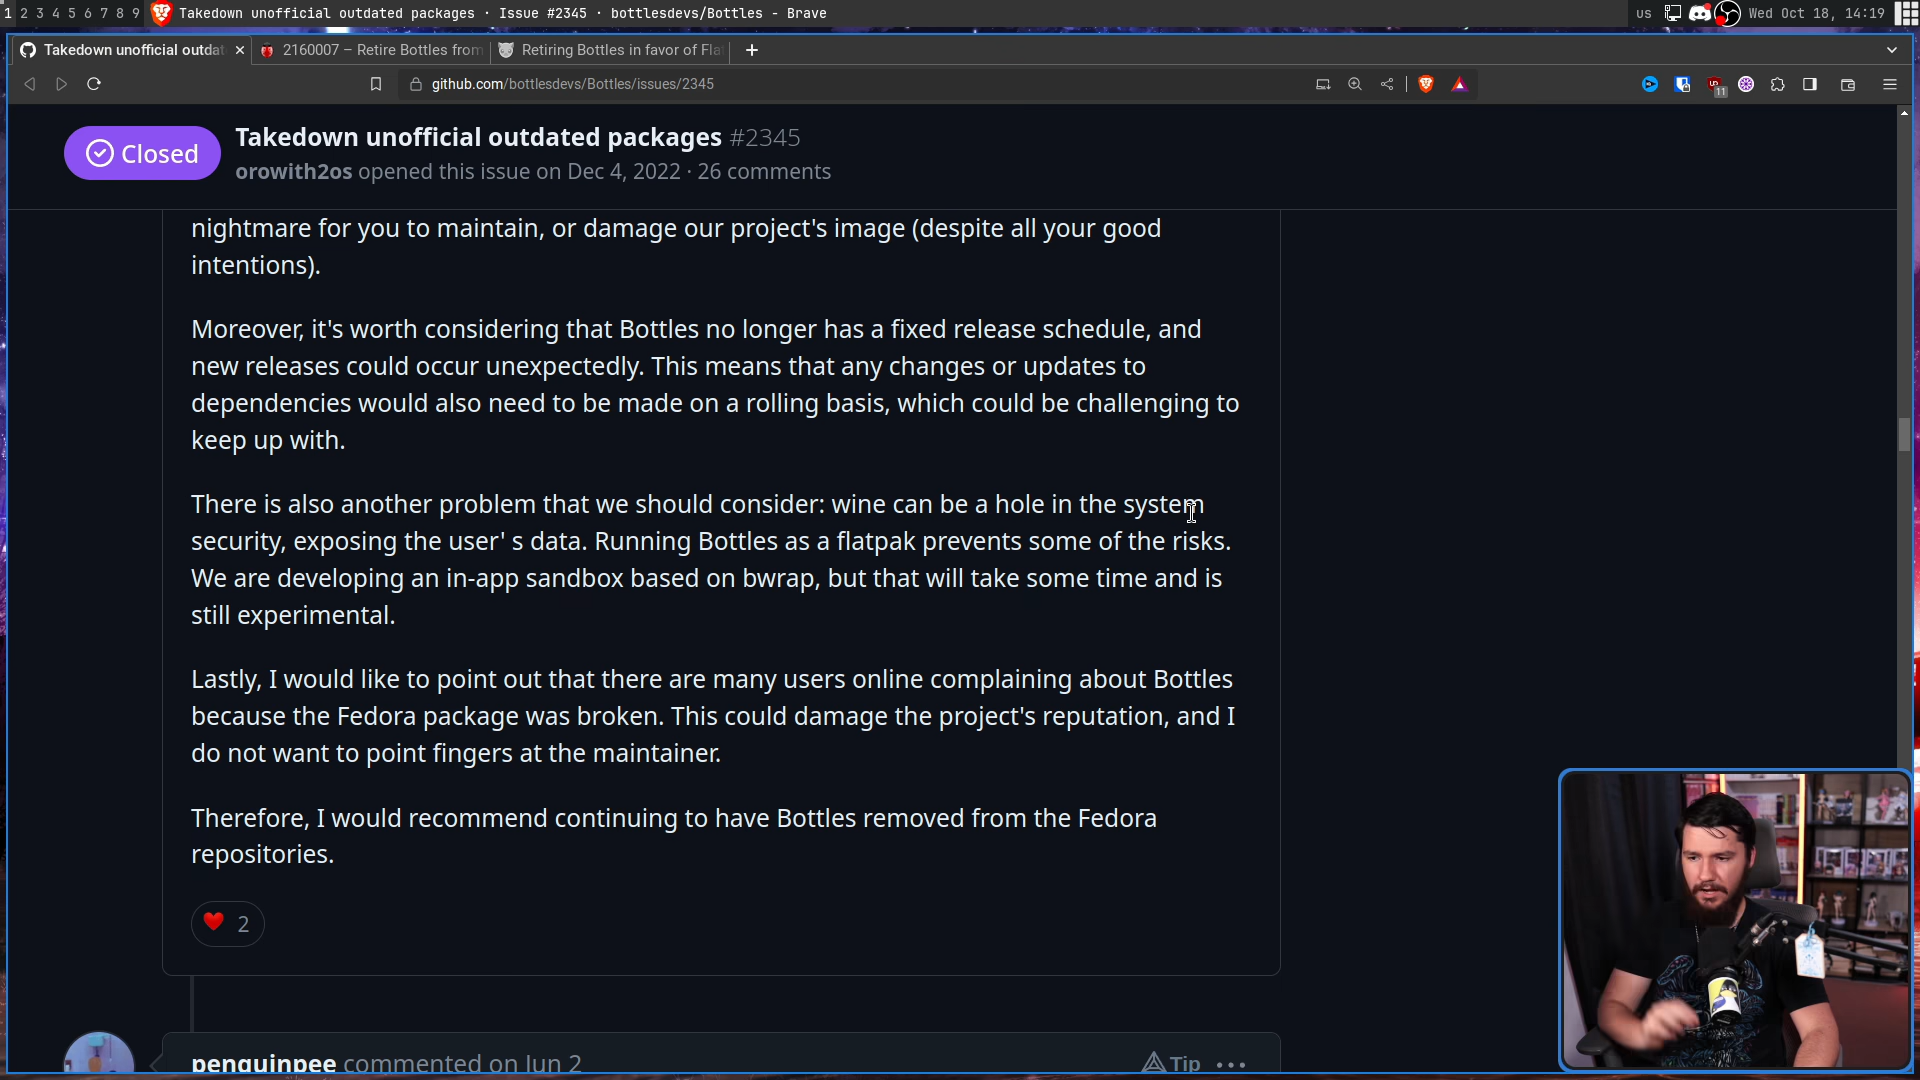 1 2 3 4 5 6 7 8 9 Takedown unofficial outdated packages · Issue #2345 · bottlesdevs/Bottles - Brave us Wed Oct 18, 14:19
Takedown unofficial outdat 2160007 – Retire Bottles from Retiring Bottles in favor of Fla
github.com/bottlesdevs/Bottles/issues/2345 11
Closed
Takedown unofficial outdated packages #2345
orowith2os opened this issue on Dec 4, 2022 · 26 comments
nightmare for you to maintain, or damage our project's image (despite all your good
intentions).
Moreover, it's worth considering that Bottles no longer has a fixed release schedule, and
new releases could occur unexpectedly. This means that any changes or updates to
dependencies would also need to be made on a rolling basis, which could be challenging to
keep up with.
There is also another problem that we should consider: wine can be a hole in the system
security, exposing the user' s data. Running Bottles as a flatpak prevents some of the risks.
We are developing an in-app sandbox based on bwrap, but that will take some time and is
still experimental.
Lastly, I would like to point out that there are many users online complaining about Bottles
because the Fedora package was broken. This could damage the project's reputation, and I
do not want to point fingers at the maintainer.
Therefore, I would recommend continuing to have Bottles removed from the Fedora
repositories.
2
penguinpee commented on Jun 2 Tip